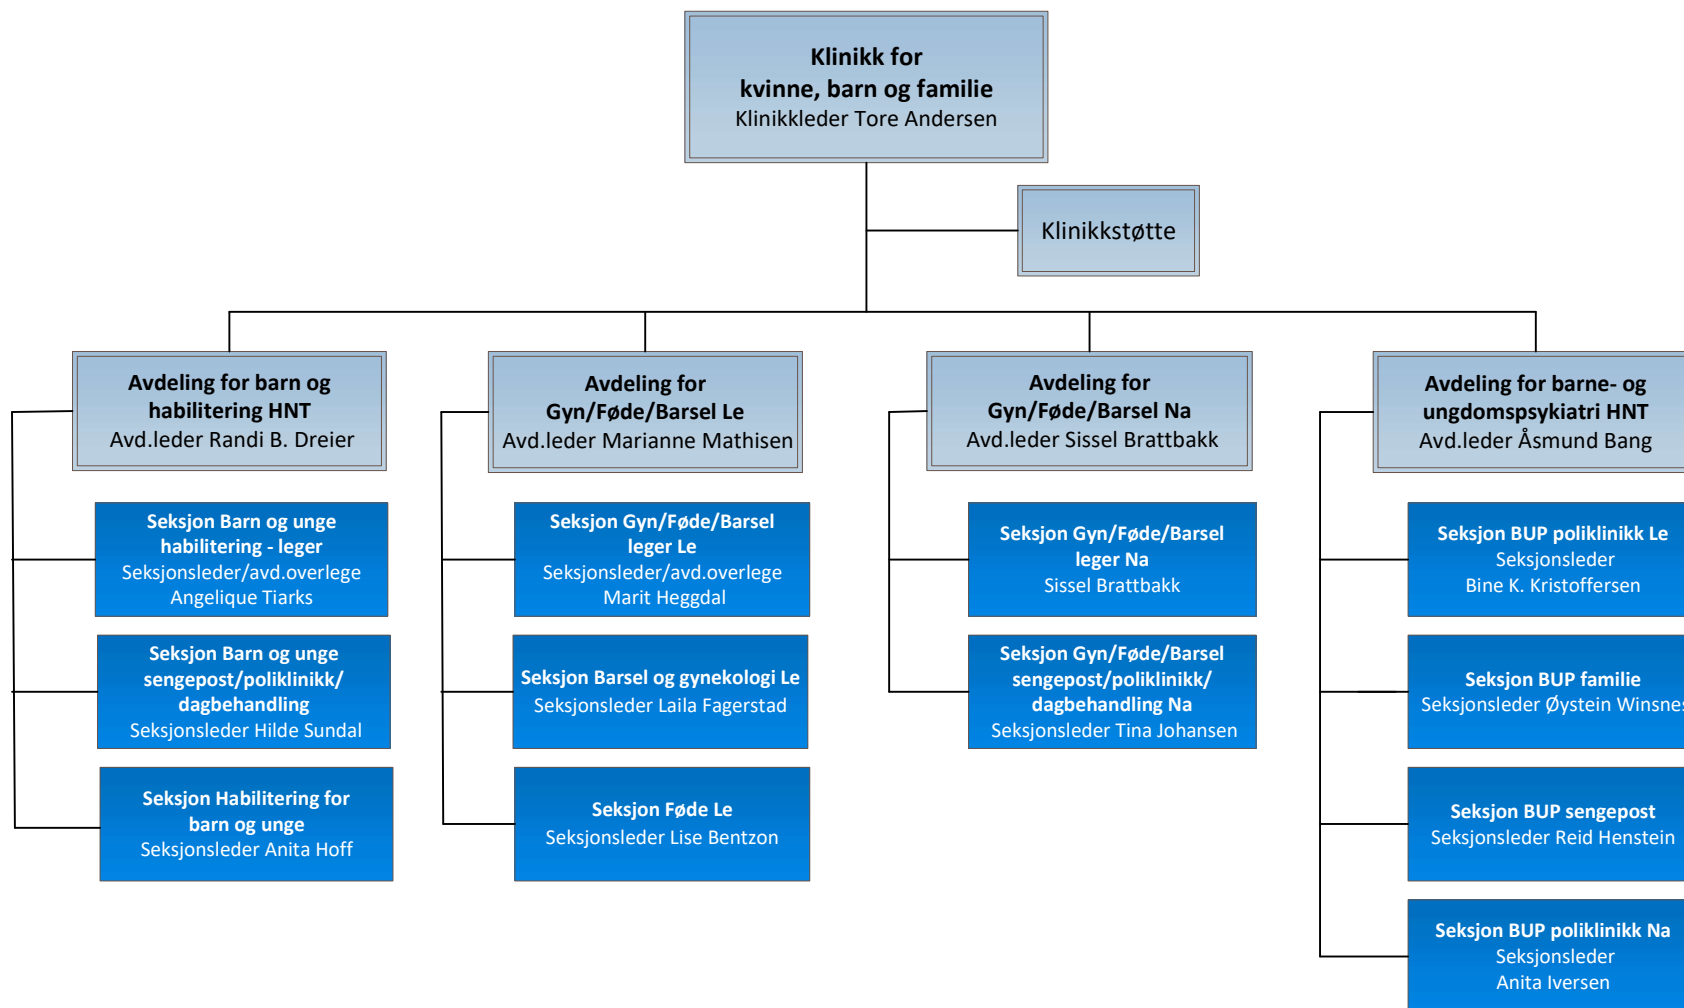 Klinikk for
kvinne, barn og familie
Klinikkleder Tore Andersen
Klinikkstøtte
Avdeling for barn og
habilitering HNT
Avd.leder Randi B. Dreier
Avdeling for
Gyn/Føde/Barsel Le
Avd.leder Marianne Mathisen
Avdeling for
Gyn/Føde/Barsel Na
Avd.leder Sissel Brattbakk
Avdeling for barne- og
ungdomspsykiatri HNT
Avd.leder Åsmund Bang
Seksjon Barn og unge
habilitering - leger
Seksjonsleder/avd.overlege
Angelique Tiarks
Seksjon Gyn/Føde/Barsel
leger Le
Seksjonsleder/avd.overlege
Marit Heggdal
Seksjon Gyn/Føde/Barsel
leger Na
Sissel Brattbakk
Seksjon BUP poliklinikk Le
Seksjonsleder
Bine K. Kristoffersen
Seksjon Barn og unge
sengepost/poliklinikk/
dagbehandling
Seksjonsleder Hilde Sundal
Seksjon Barsel og gynekologi Le
Seksjonsleder Laila Fagerstad
Seksjon Gyn/Føde/Barsel
sengepost/poliklinikk/
dagbehandling Na
Seksjonsleder Tina Johansen
Seksjon BUP familie
Seksjonsleder Øystein Winsnes
Seksjon Habilitering for
barn og unge
Seksjonsleder Anita Hoff
Seksjon Føde Le
Seksjonsleder Lise Bentzon
Seksjon BUP sengepost
Seksjonsleder Reid Henstein
Seksjon BUP poliklinikk Na
Seksjonsleder
Anita Iversen